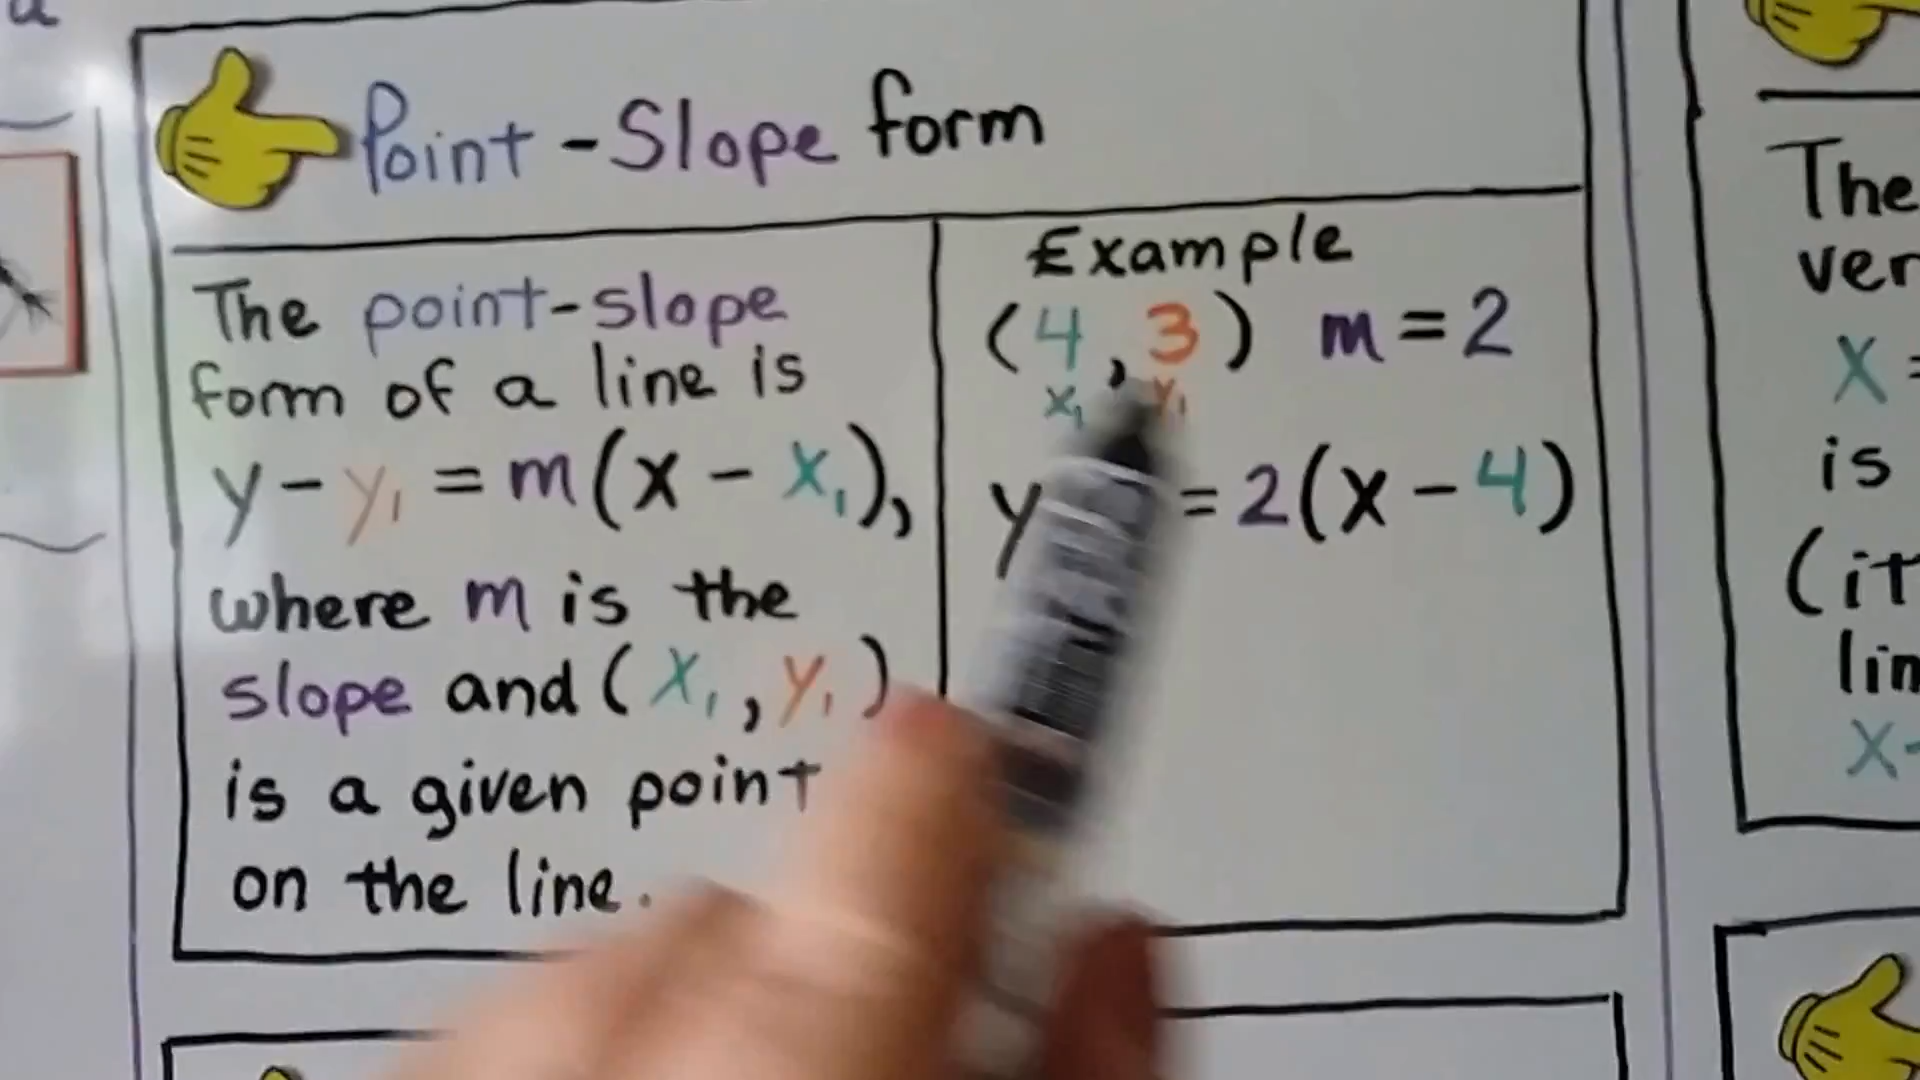 Point-Slope form
The point-slope
form of a line is
y - y₁ = m(x - x₁),
where m is the
slope and (x₁, y₁)
is a given point
on the line.
Example
(4, 3) m = 2
x₁ y₁
y = 2(x - 4)
The
ver
x =
is
(it
lin
x-